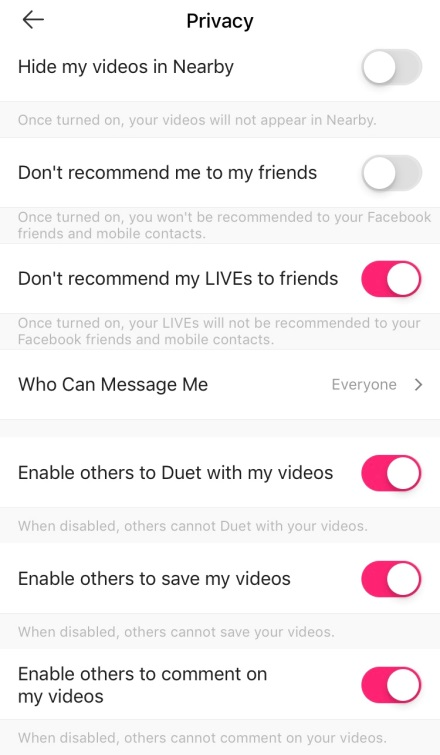 Privacy
Hide my videos in Nearby
Once turned on, your videos will not appear in Nearby.
Don't recommend me to my friends
Once turned on, you won't be recommended to your Facebook
friends and mobile contacts.
Don't recommend my LIVEs to friends
Once turned on, your LIVEs will not be recommended to your
Facebook friends and mobile contacts.
Who Can Message Me Everyone
Enable others to Duet with my videos
When disabled, others cannot Duet with your videos.
Enable others to save my videos
When disabled, others cannot save your videos.
Enable others to comment on
my videos
When disabled, others cannot comment on your videos.